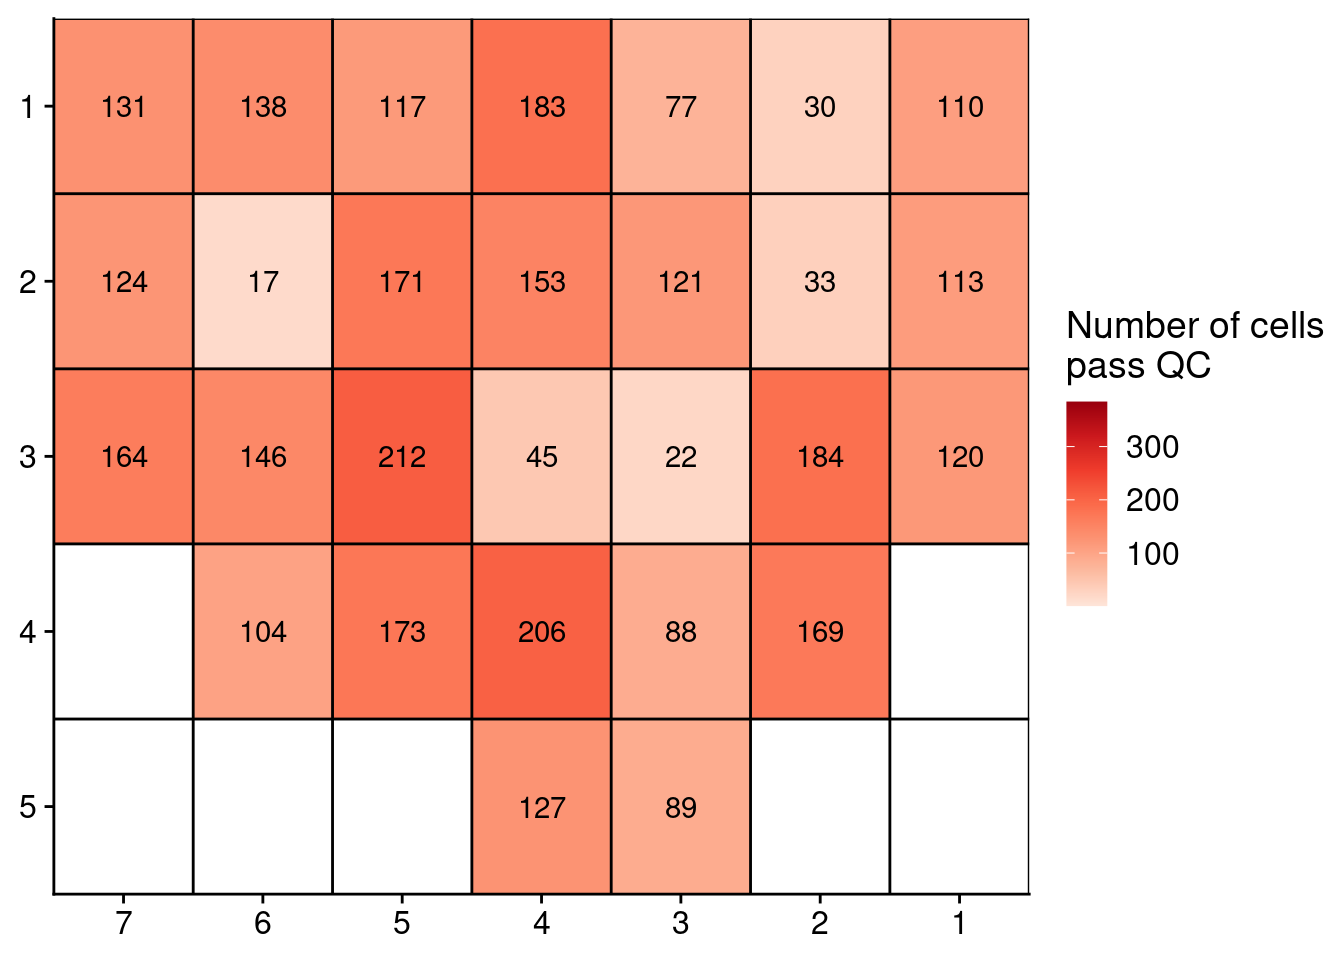 1 131 138 117 183 77 30 110
2 124 17 171 153 121 33 113
3 164 146 212 45 22 184 120
4 104 173 206 88 169
5 127 89
7 6 5 4 3 2 1
Number of cells
pass QC
300
200
100